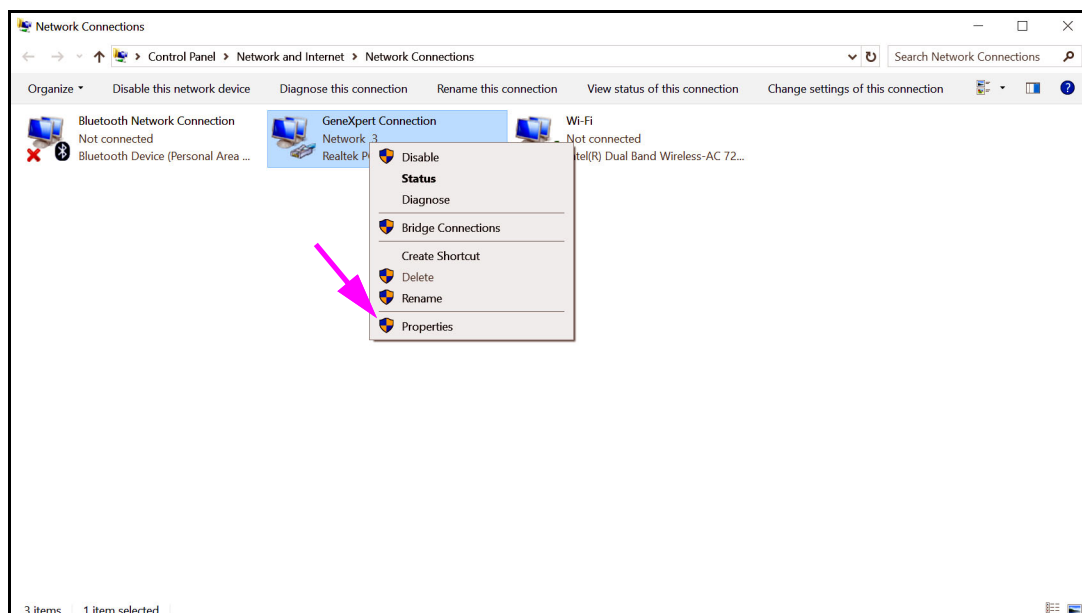 Network Connections
Control Panel > Network and Internet > Network Connections
Search Network Connections
Organize Disable this network device Diagnose this connection Rename this connection View status of this connection Change settings of this connection
Bluetooth Network Connection
Not connected
Bluetooth Device (Personal Area ...
GeneXpert Connection
Network 3
Realtek
Wi-Fi
Not connected
Dual Band Wireless-AC 72...
Disable
Status
Diagnose
Bridge Connections
Create Shortcut
Delete
Rename
Properties
3 items 1 item selected